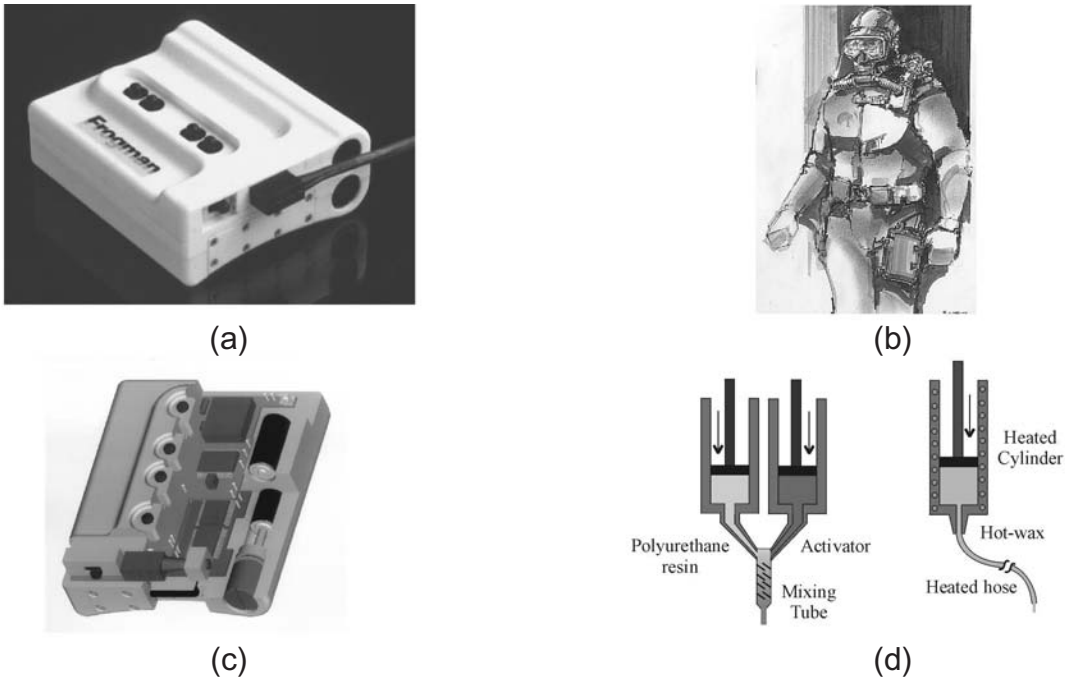 Frogman
(a)
(b)
(c)
Polyurethane
resin
Activator
Mixing
Tube
Heated
Cylinder
Hot-wax
Heated hose
(d)